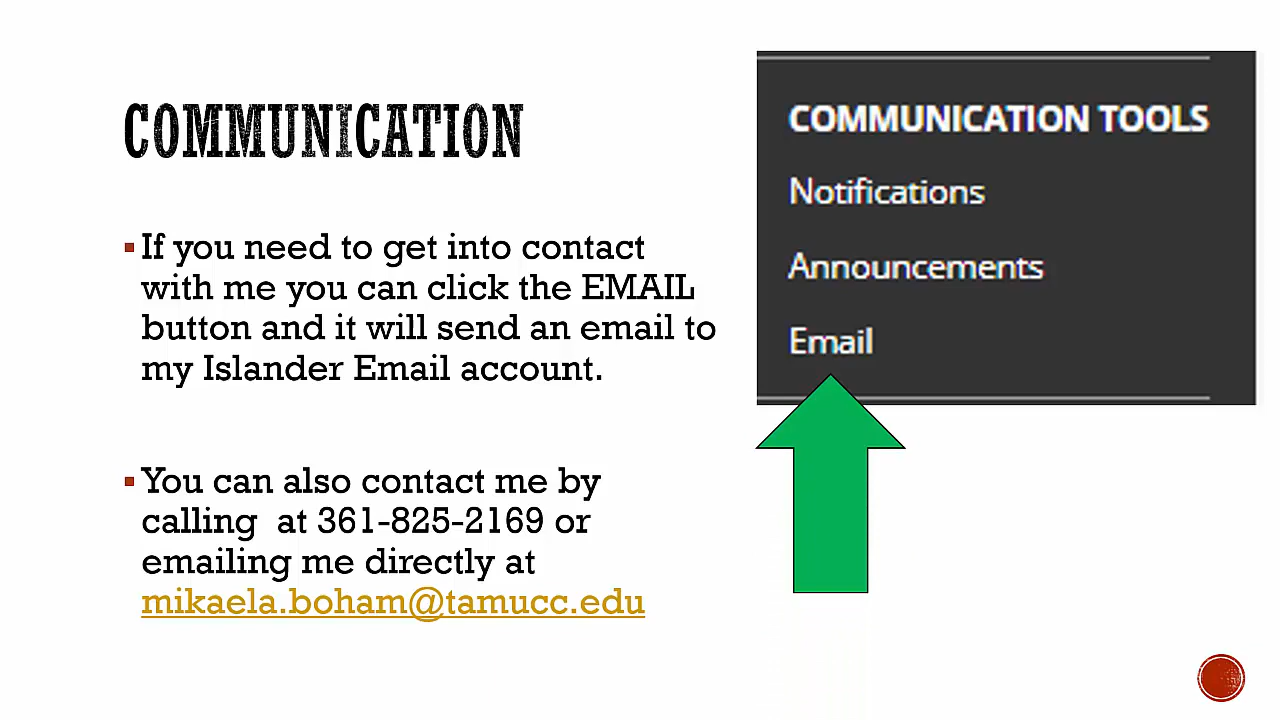 COMMUNICATION
If you need to get into contact
with me you can click the EMAIL
button and it will send an email to
my Islander Email account.
You can also contact me by
calling  at 361-825-2169 or
emailing me directly at
mikaela.boham@tamucc.edu
COMMUNICATION TOOLS
Notifications
Announcements
Email